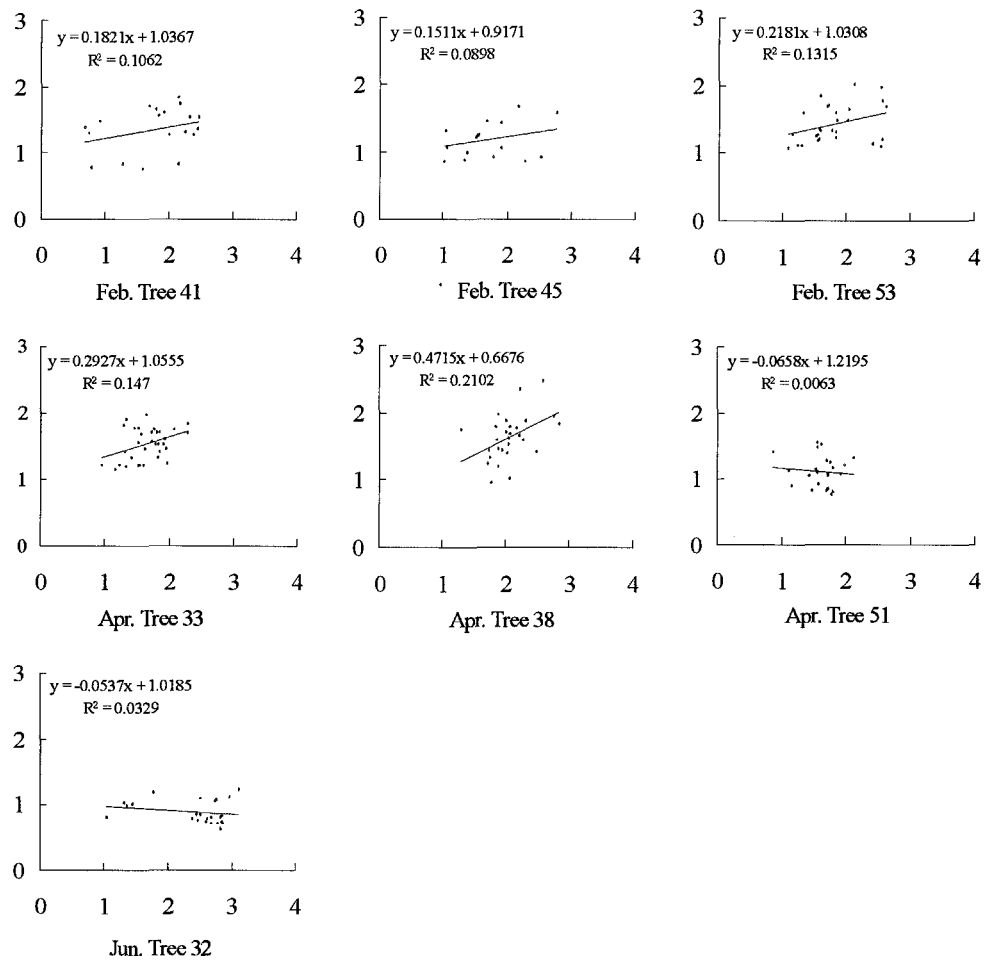 y = 0.1821x + 1.0367
R² = 0.1062
3
2
1
0
0 1 2 3 4
Feb. Tree 41
y = 0.1511x + 0.9171
R² = 0.0898
3
2
1
0
0 1 2 3 4
Feb. Tree 45
y = 0.2181x + 1.0308
R² = 0.1315
3
2
1
0
0 1 2 3 4
Feb. Tree 53
y = 0.2927x + 1.0555
R² = 0.147
3
2
1
0
0 1 2 3 4
Apr. Tree 33
y = 0.4715x + 0.6676
R² = 0.2102
3
2
1
0
0 1 2 3 4
Apr. Tree 38
y = -0.0658x + 1.2195
R² = 0.0063
3
2
1
0
0 1 2 3 4
Apr. Tree 51
y = -0.0537x + 1.0185
R² = 0.0329
3
2
1
0
0 1 2 3 4
Jun. Tree 32